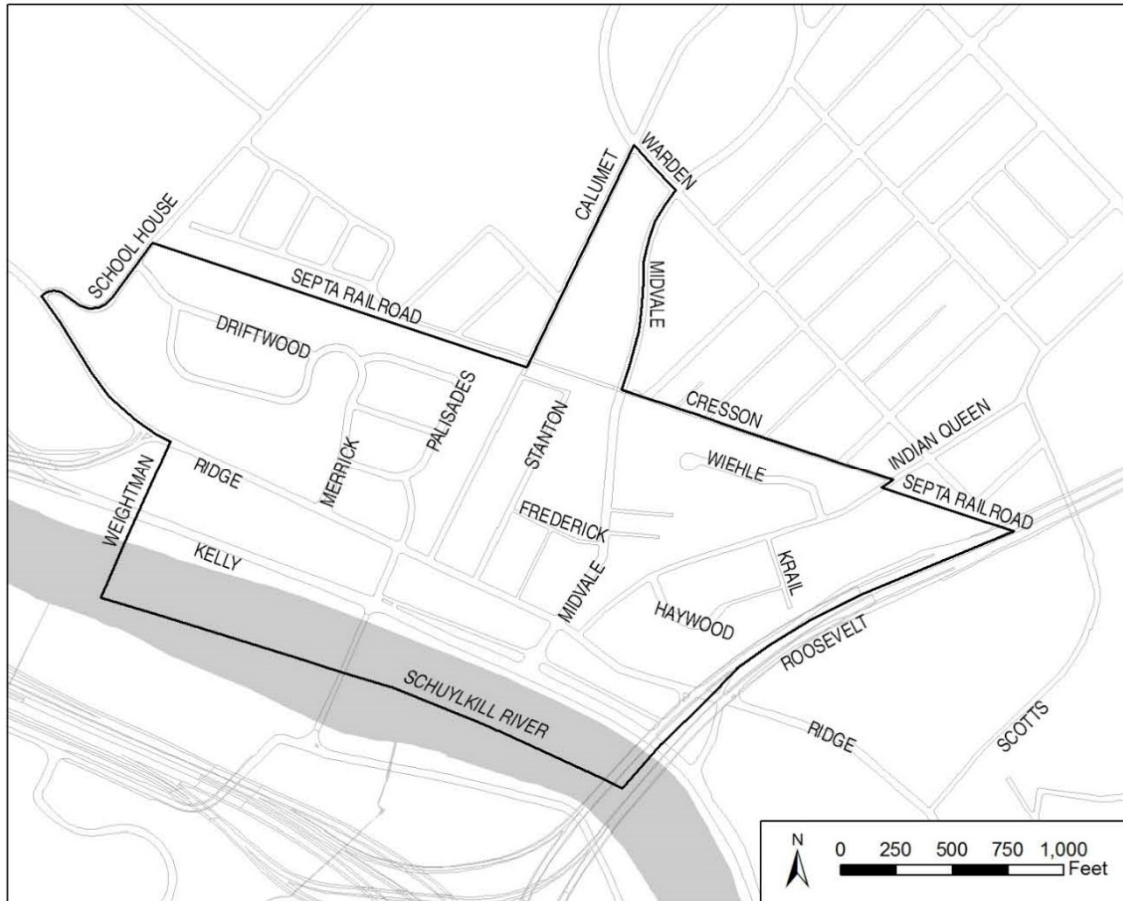 WARDEN
CALUMET
SCHOOL HOUSE
MIDVALE
SEPTA RAILROAD
DRIFTWOOD
PALISADES
STANTON
CRESSON
INDIAN QUEEN
WIEHLE
MERRICK
RIDGE
WEIGHTMAN
SEPTA RAILROAD
FREDERICK
KELLY
KRAIL
MIDVALE
HAYWOOD
ROOSEVELT
SCHUYLKILL RIVER
RIDGE
SCOTTS
N
0 250 500 750 1,000
Feet